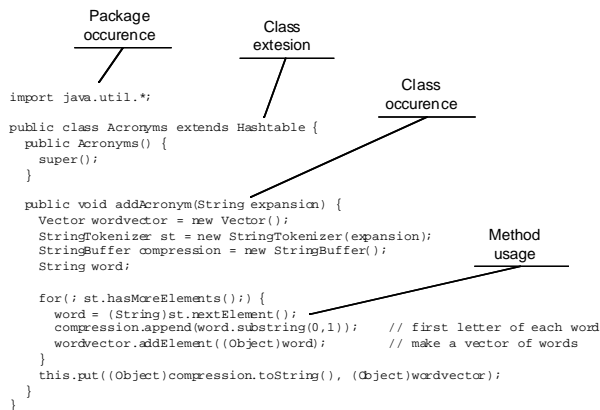 Package
occurence
Class
extesion
Class
occurence
import java.util.*;
public class Acronyms extends Hashtable {
public Acronyms() {
super();
}
public void addAcronym(String expansion) {
Vector wordvector = new Vector();
StringTokenizer st = new StringTokenizer(expansion);
StringBuffer compression = new StringBuffer();
String word;
Method
usage
for(; st.hasMoreElements();) {
word = (String)st.nextElement();
compression.append(word.substring(0,1)); // first letter of each word
wordvector.addElement((Object)word); // make a vector of words
}
this.put((Object)compression.toString(), (Object)wordvector);
}
}